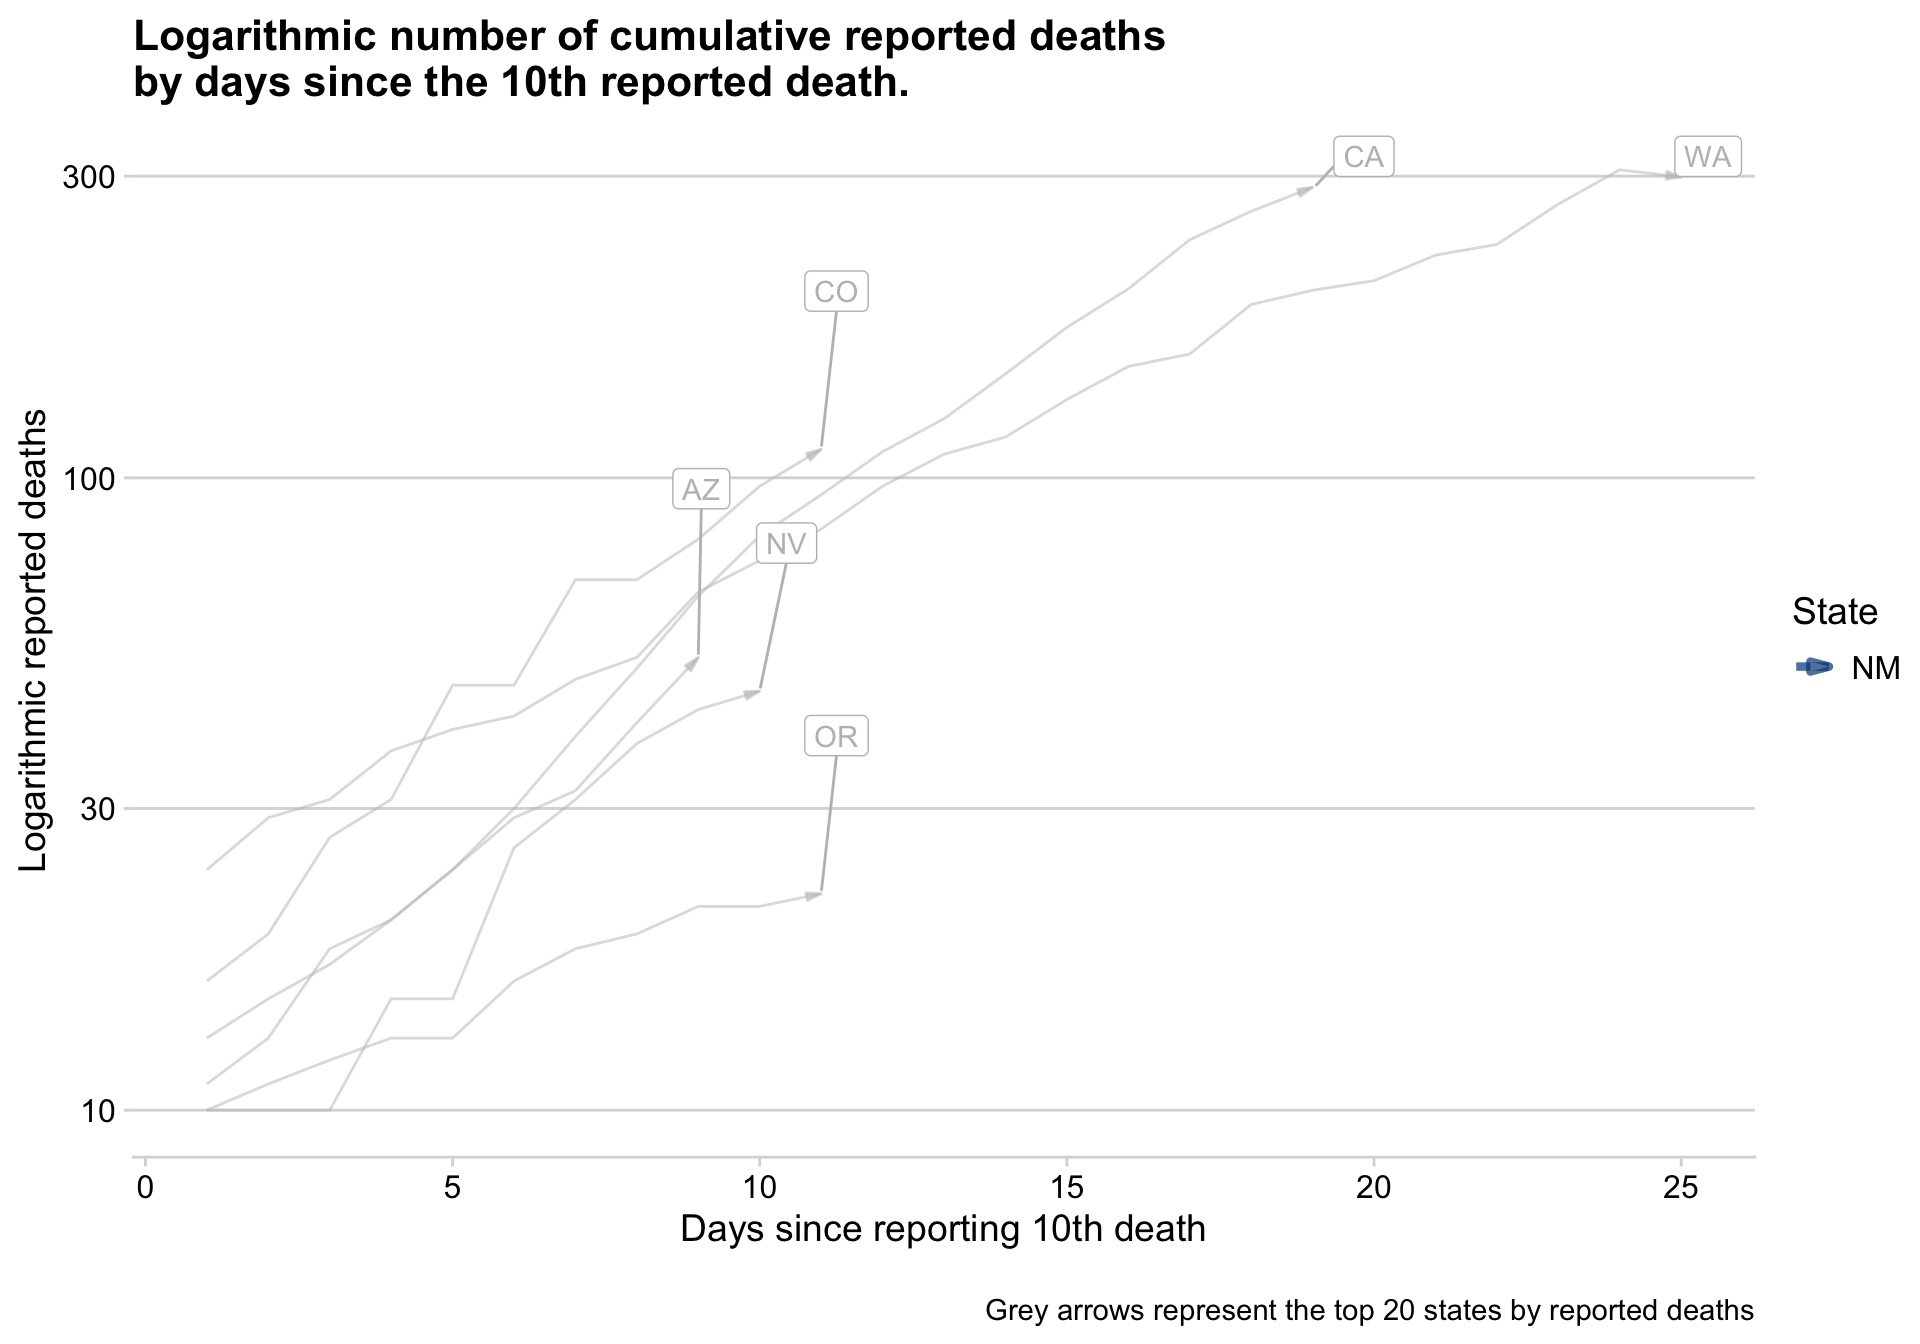 Logarithmic number of cumulative reported deaths
by days since the 10th reported death.
Logarithmic reported deaths
300
100
30
10
CA
WA
CO
AZ
NV
OR
State
NM
0 5 10 15 20 25
Days since reporting 10th death
Grey arrows represent the top 20 states by reported deaths